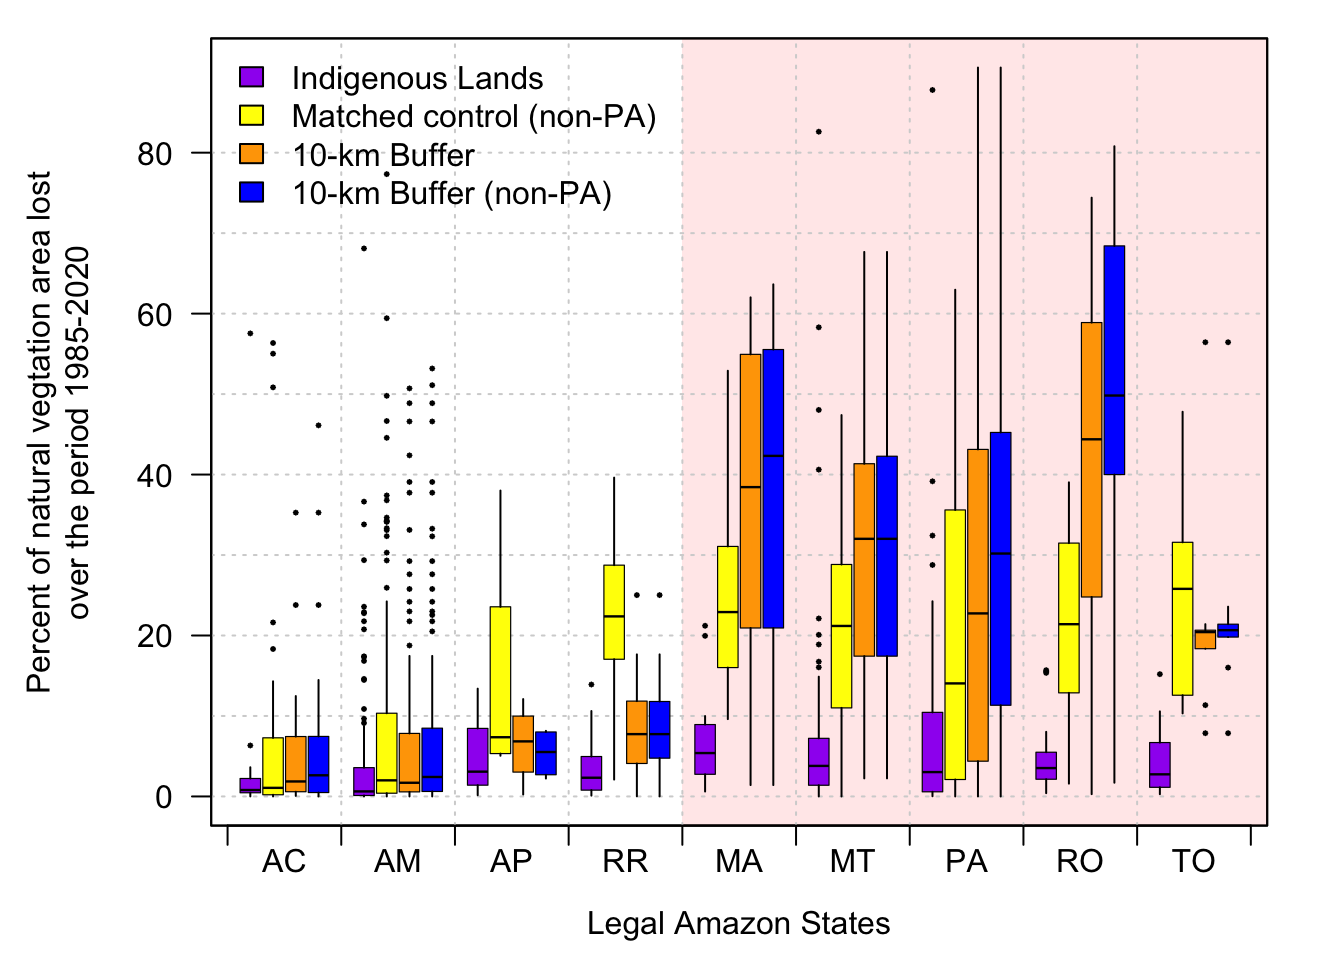 Indigenous Lands
Matched control (non-PA)
10-km Buffer
10-km Buffer (non-PA)
Percent of natural vegtation area lost
over the period 1985-2020
80
60
40
20
0
AC AM AP RR MA MT PA RO TO
Legal Amazon States